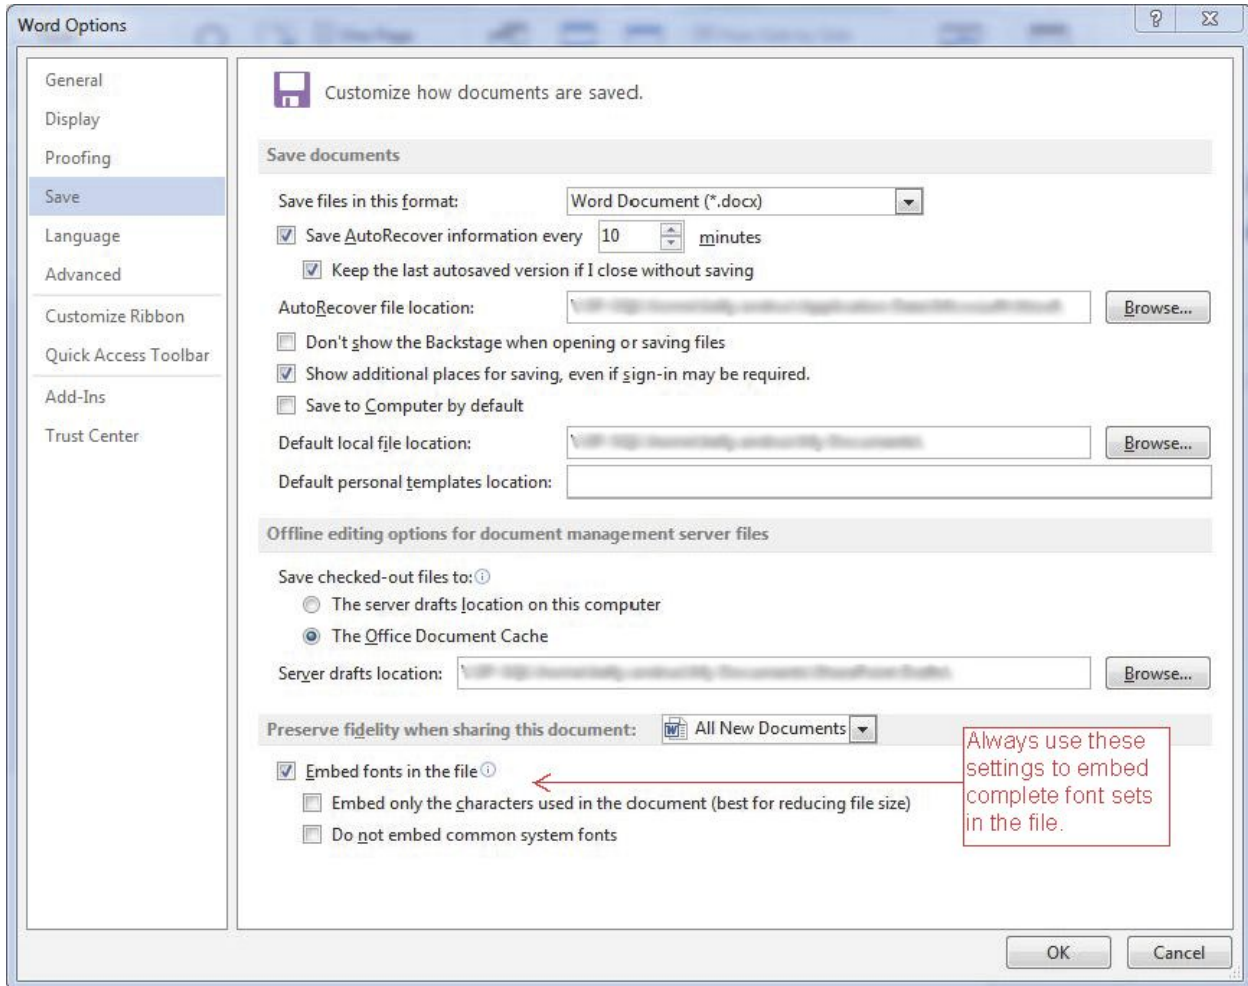 Word Options
General
Display
Proofing
Save
Language
Advanced
Customize Ribbon
Quick Access Toolbar
Add-Ins
Trust Center
Customize how documents are saved.
Save documents
Save files in this format: Word Document (*.docx)
Save AutoRecover information every 10 minutes
Keep the last autosaved version if I close without saving
AutoRecover file location: Browse...
Don't show the Backstage when opening or saving files
Show additional places for saving, even if sign-in may be required.
Save to Computer by default
Default local file location: Browse...
Default personal templates location:
Offline editing options for document management server files
Save checked-out files to:
The server drafts location on this computer
The Office Document Cache
Server drafts location: Browse...
Preserve fidelity when sharing this document: All New Documents
Embed fonts in the file
Embed only the characters used in the document (best for reducing file size)
Do not embed common system fonts
Always use these
settings to embed
complete font sets
in the file.
OK Cancel